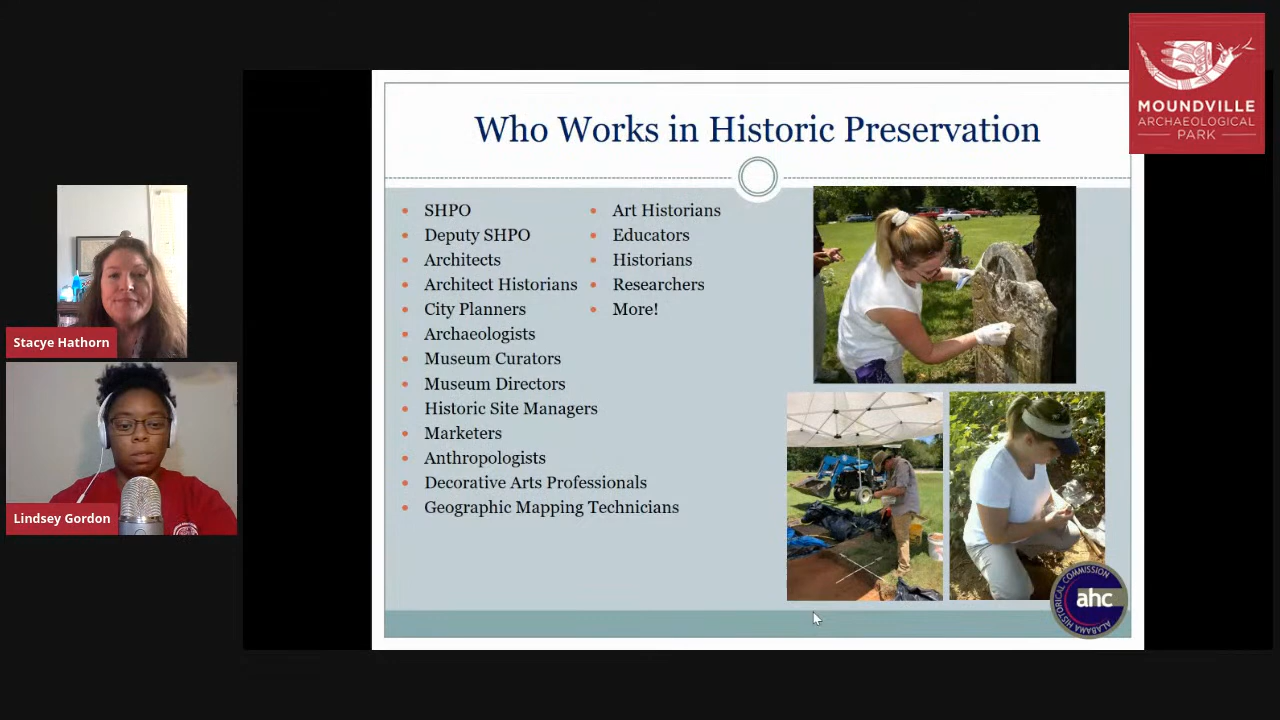 Who Works in Historic Preservation
SHPO
Deputy SHPO
Architects
Architect Historians
City Planners
Archaeologists
Museum Curators
Museum Directors
Historic Site Managers
Marketers
Anthropologists
Decorative Arts Professionals
Geographic Mapping Technicians
Art Historians
Educators
Historians
Researchers
More!
MOUNDVILLE
ARCHAEOLOGICAL
PARK
Stacye Hathorn
Lindsey Gordon
ahc
ALABAMA HISTORICAL COMMISSION